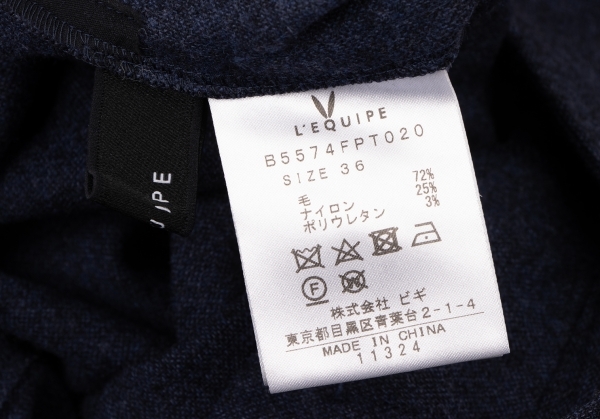 L'EQUIPE
B5574FPT020
SIZE 36
毛 72%
ナイロン 25%
ポリウレタン 3%
F
W
株式会社 ビギ
東京都目黒区青葉台2-1-4
MADE IN CHINA
11324